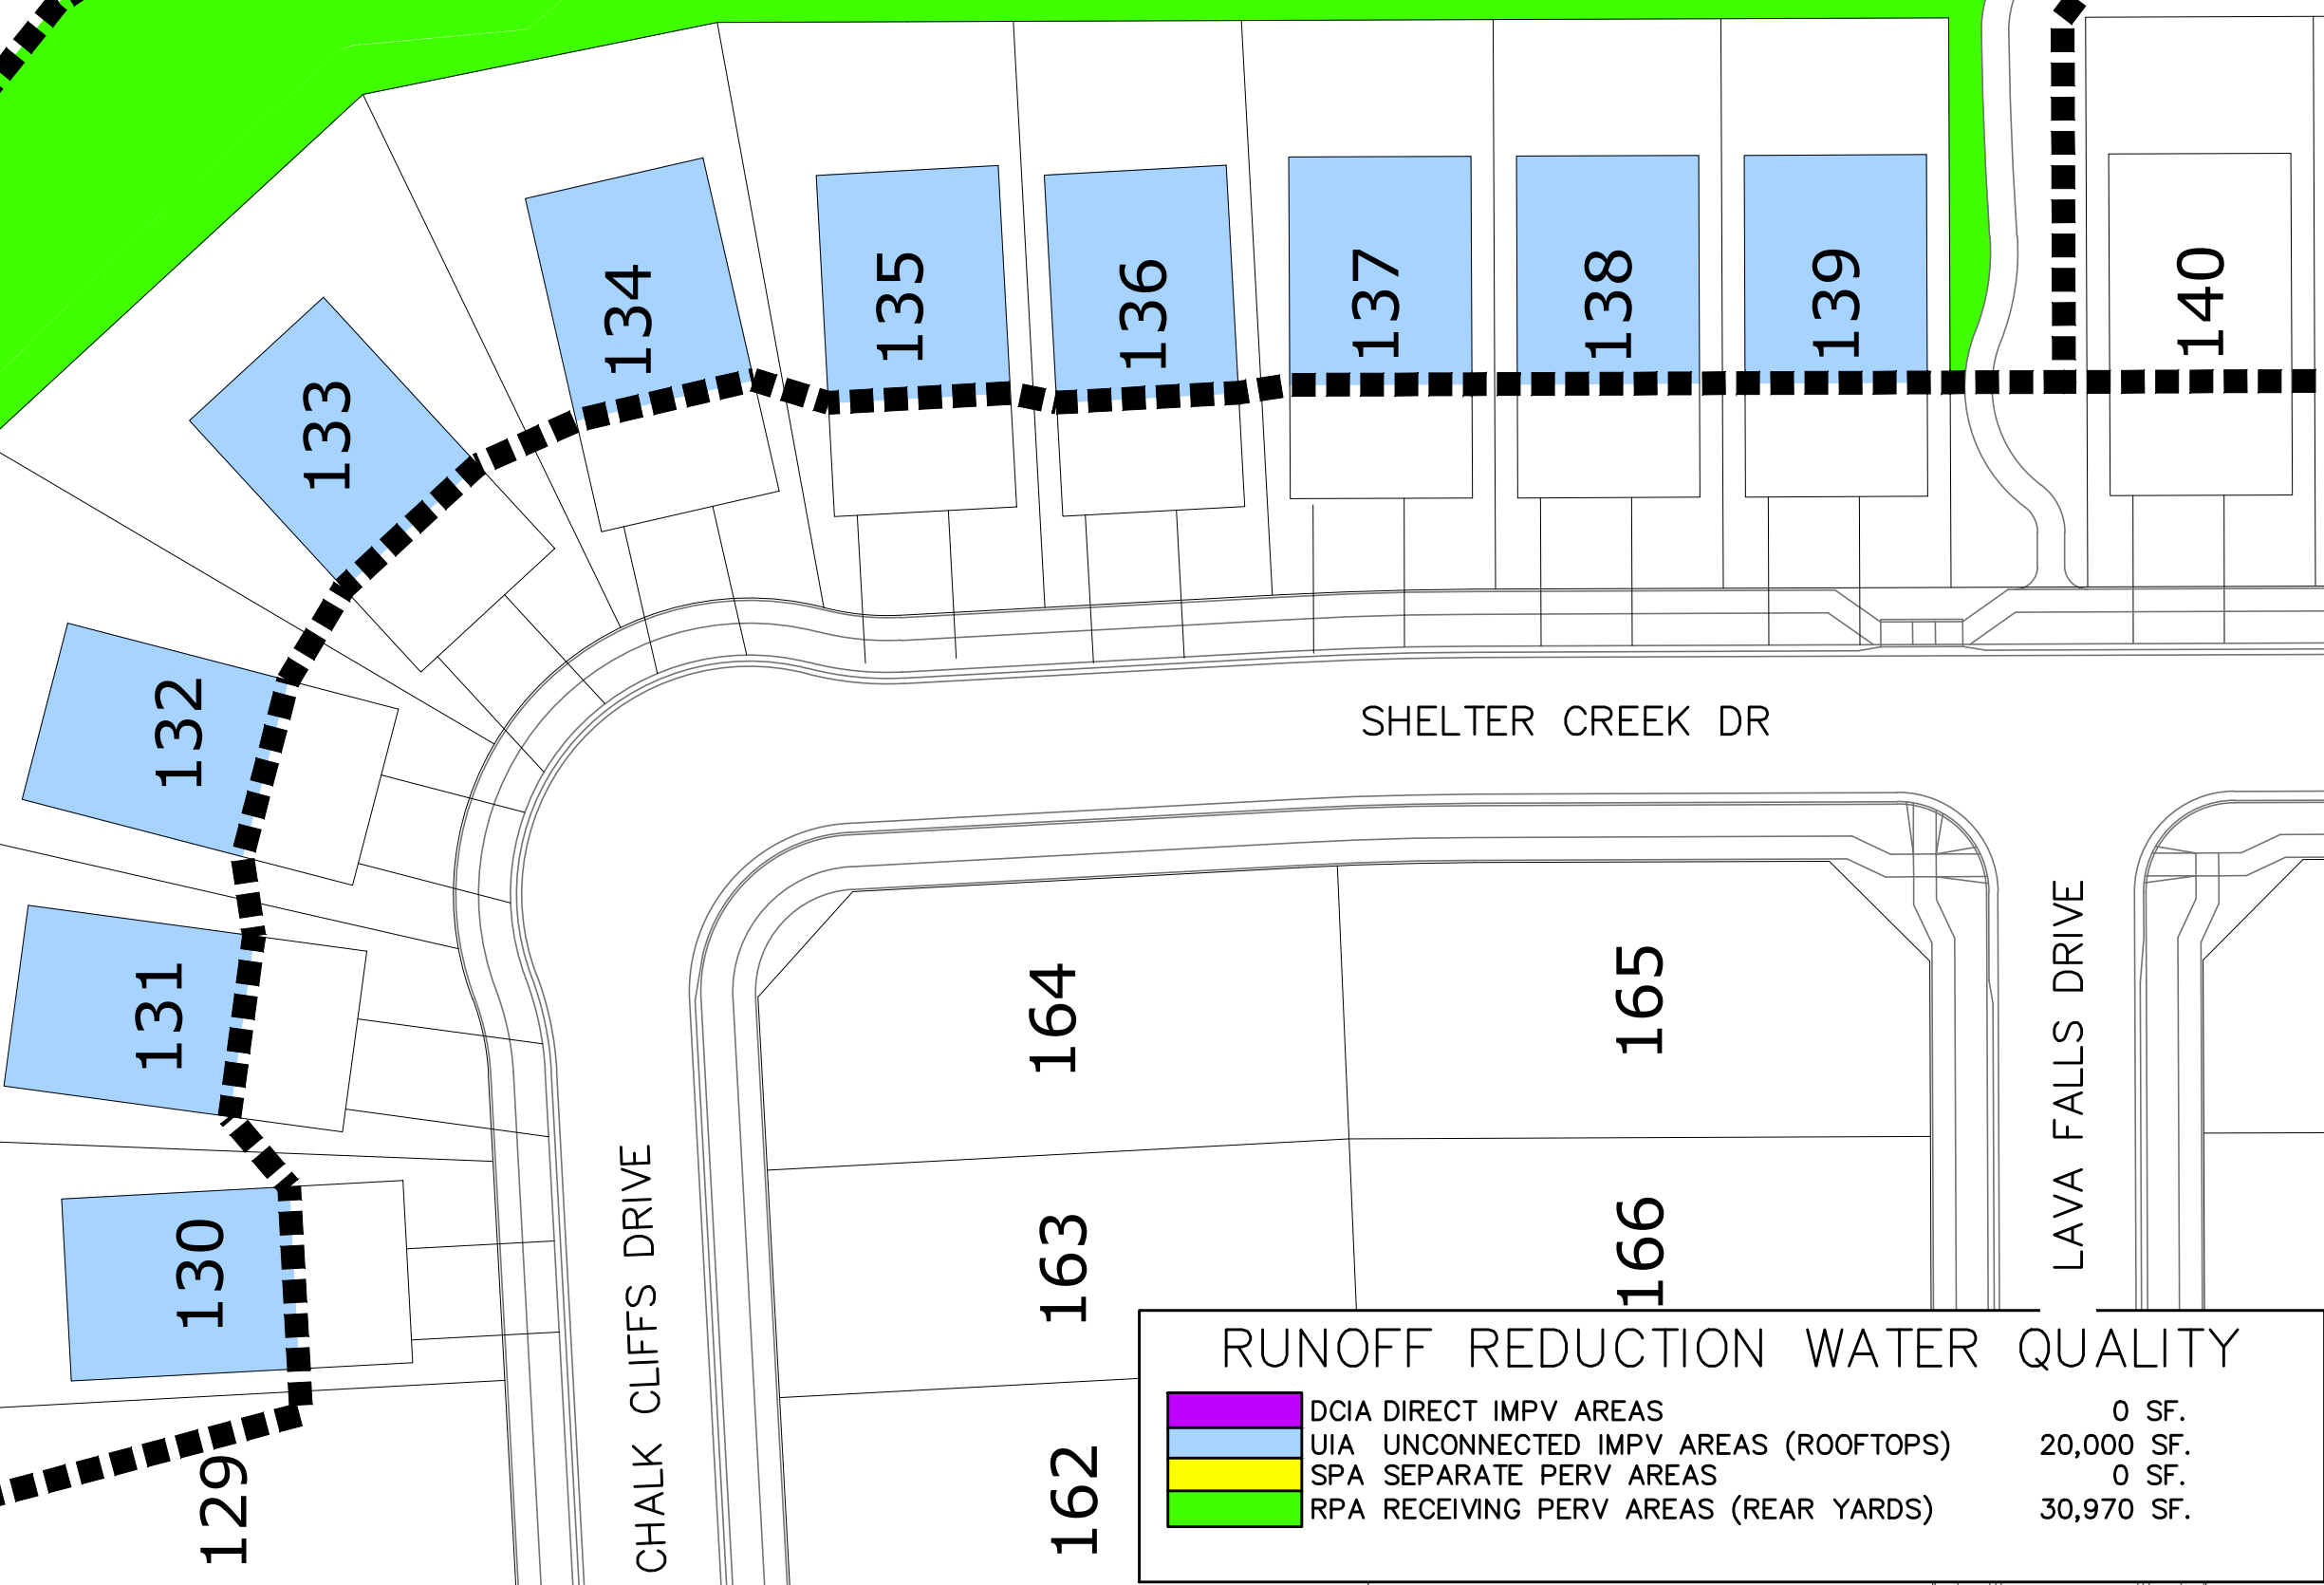 134
135
136
137
138
139
140
133
132
131
130
129
SHELTER CREEK DR
CHALK CLIFFS DRIVE
LAVA FALLS DRIVE
164
165
163
166
162
RUNOFF REDUCTION WATER QUALITY
DCIA DIRECT IMPV AREAS 0 SF.
UIA UNCONNECTED IMPV AREAS (ROOFTOPS) 20,000 SF.
SPA SEPARATE PERV AREAS 0 SF.
RPA RECEIVING PERV AREAS (REAR YARDS) 30,970 SF.